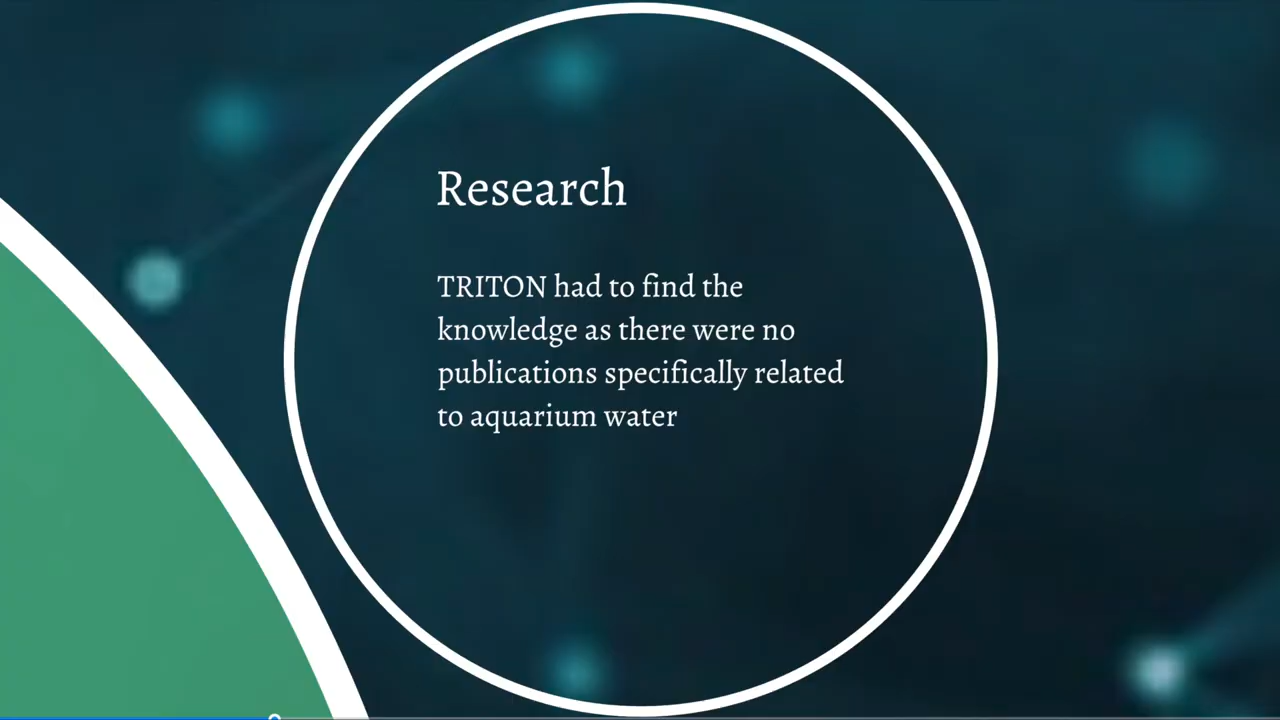 Research
TRITON had to find the
knowledge as there were no
publications specifically related
to aquarium water